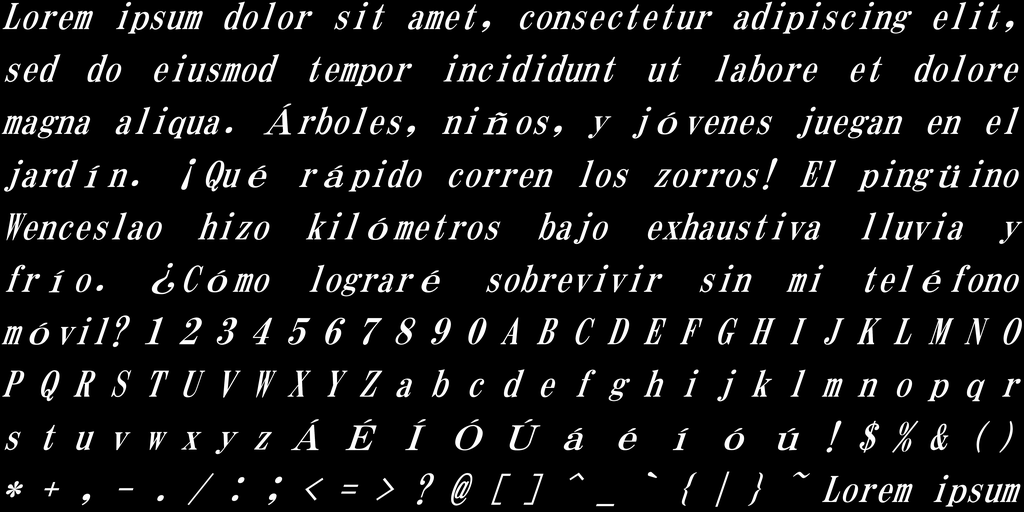 Lorem ipsum dolor sit amet, consectetur adipiscing elit,
sed do eiusmod tempor incididunt ut labore et dolore
magna aliqua. Árboles, niños, y jóvenes juegan en el
jardín. ¡Qué rápido corren los zorros! El pingüino
Wenceslao hizo kilómetros bajo exhaustiva lluvia y
frío. ¿Cómo lograré sobrevivir sin mi teléfono
móvil? 1 2 3 4 5 6 7 8 9 0 A B C D E F G H I J K L M N O
P Q R S T U V W X Y Z a b c d e f g h i j k l m n o p q r
s t u v w x y z Á É Í Ó Ú á é í ó ú ! $ % & ( )
* + , - . / : ; < = > ? @ [ ] ^ _ ` { | } ~ Lorem ipsum